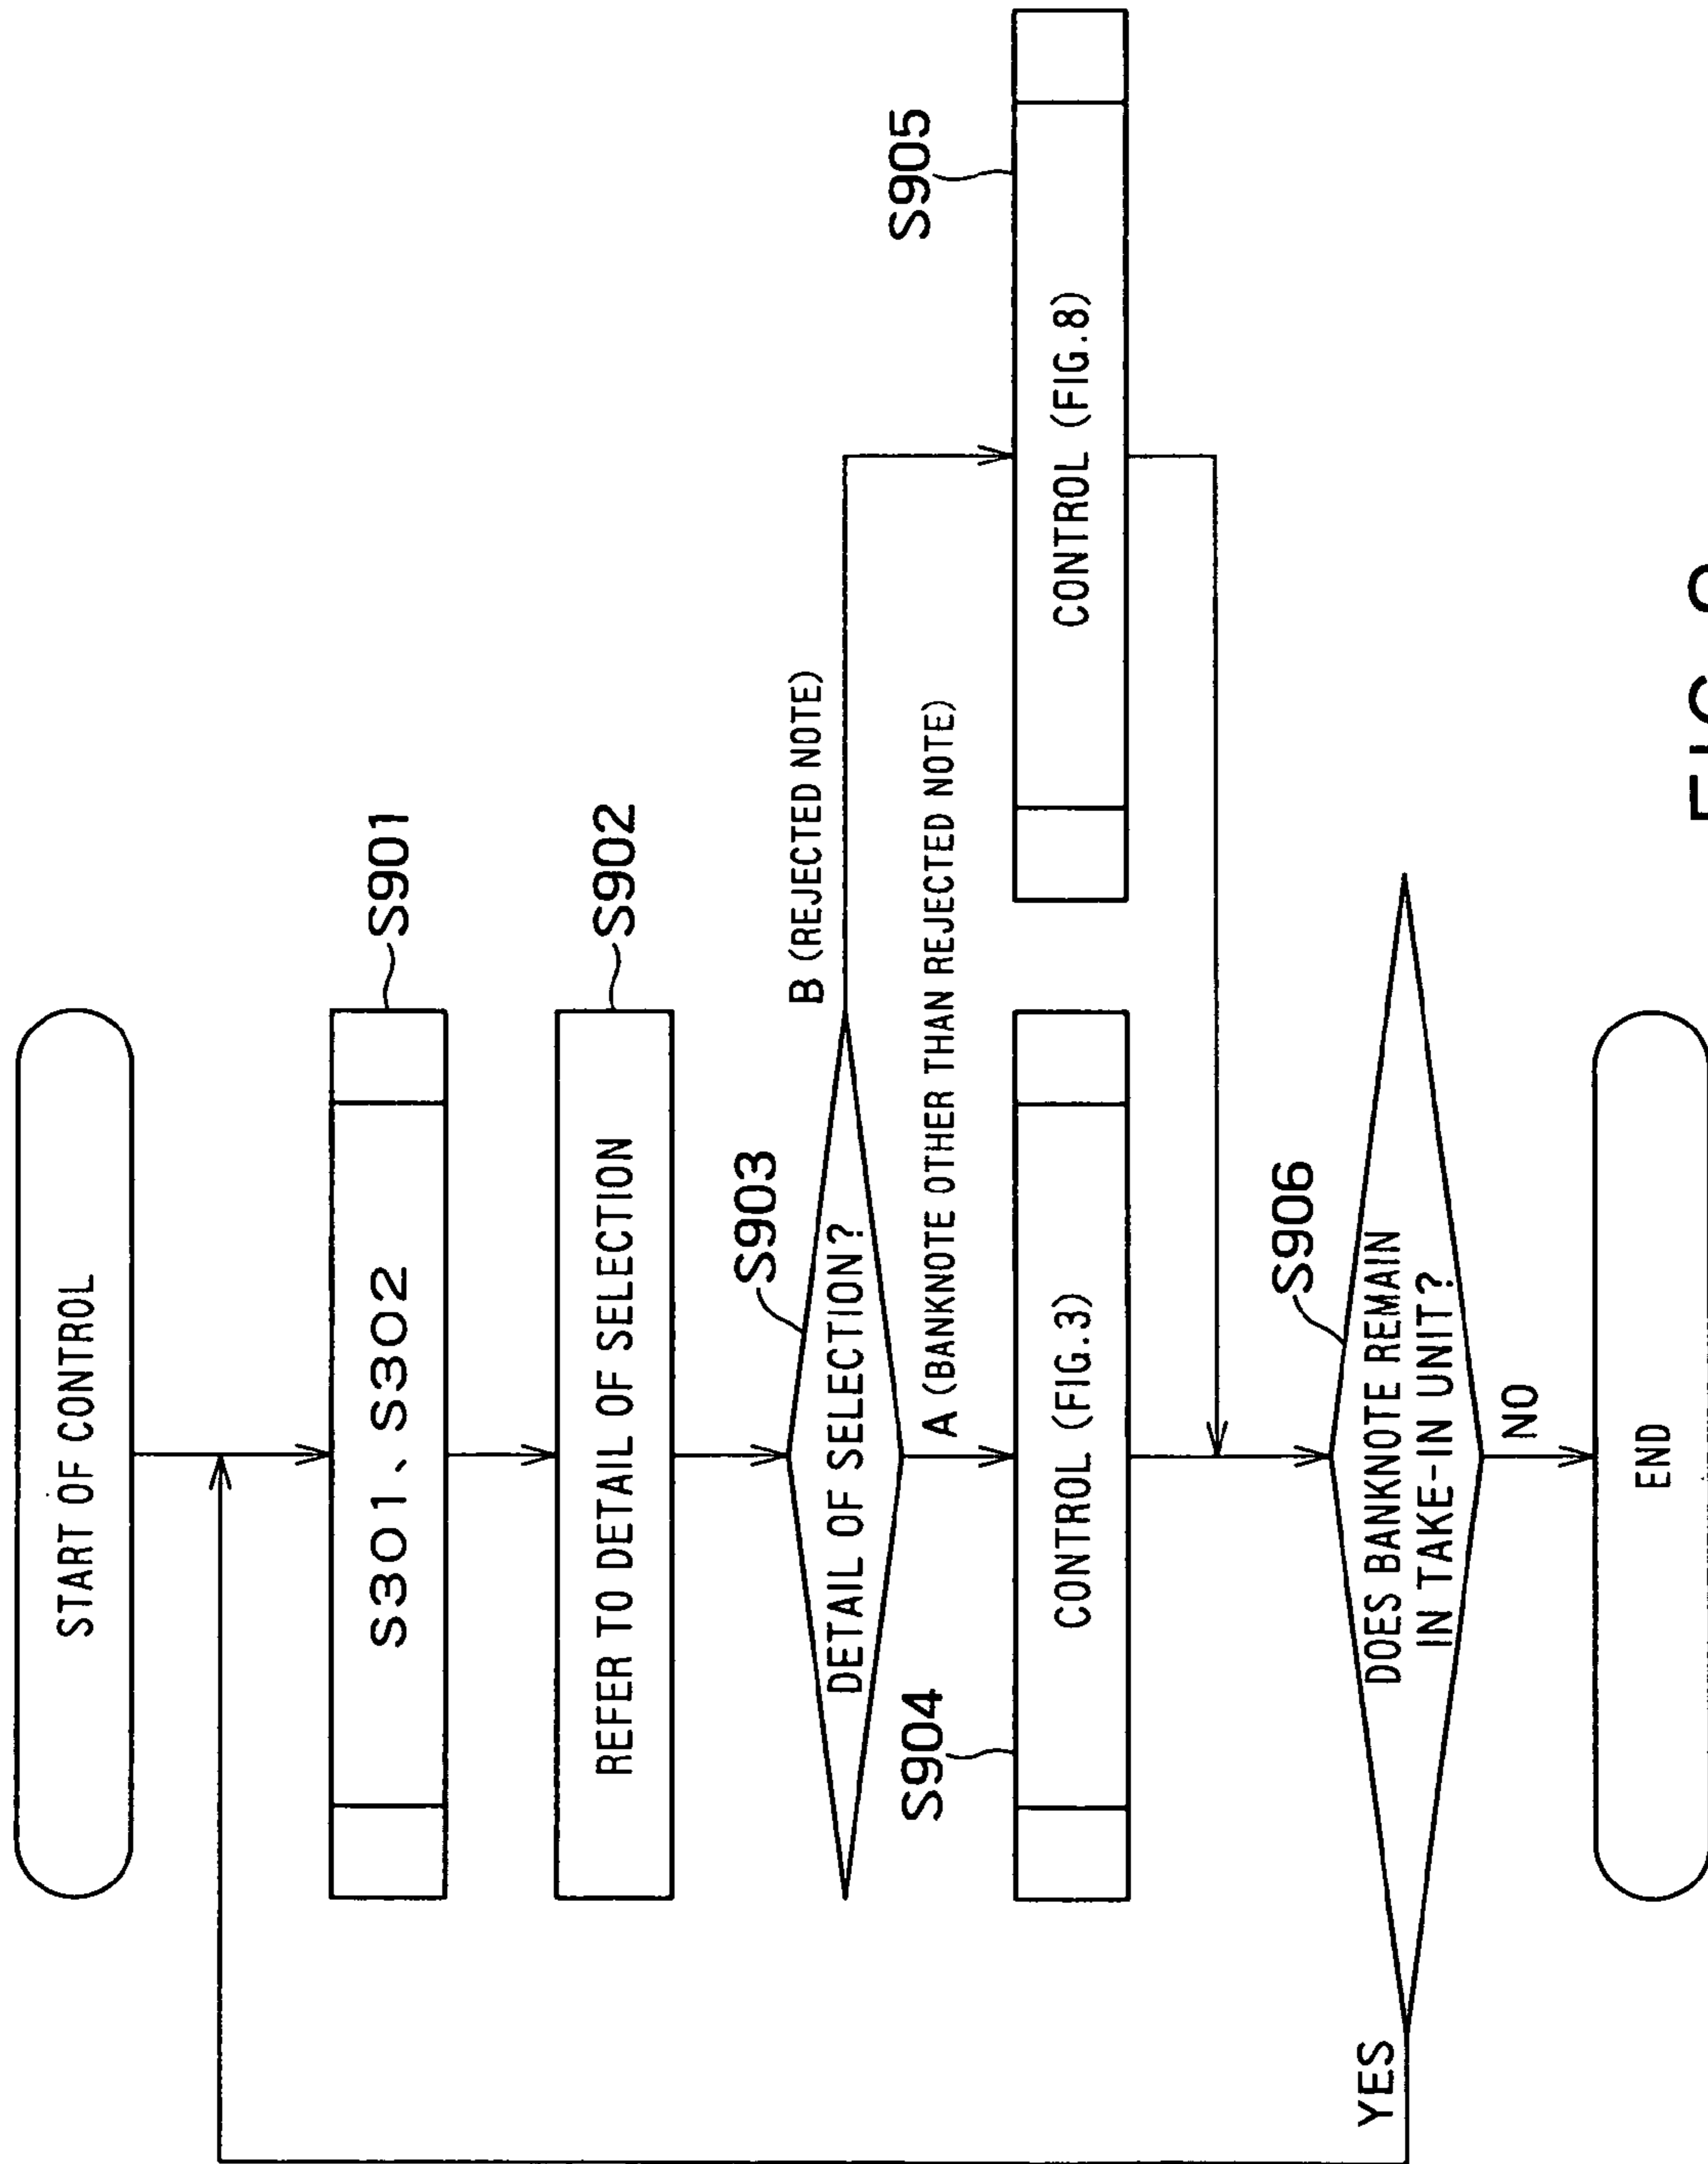 START OF CONTROL
S901
S301、S302
S902
REFER TO DETAIL OF SELECTION
S903
DETAIL OF SELECTION?
B (REJECTED NOTE)
A (BANKNOTE OTHER THAN REJECTED NOTE)
S904
CONTROL (FIG.3)
S905
CONTROL (FIG.8)
S906
DOES BANKNOTE REMAIN
IN TAKE-IN UNIT?
YES
NO
END